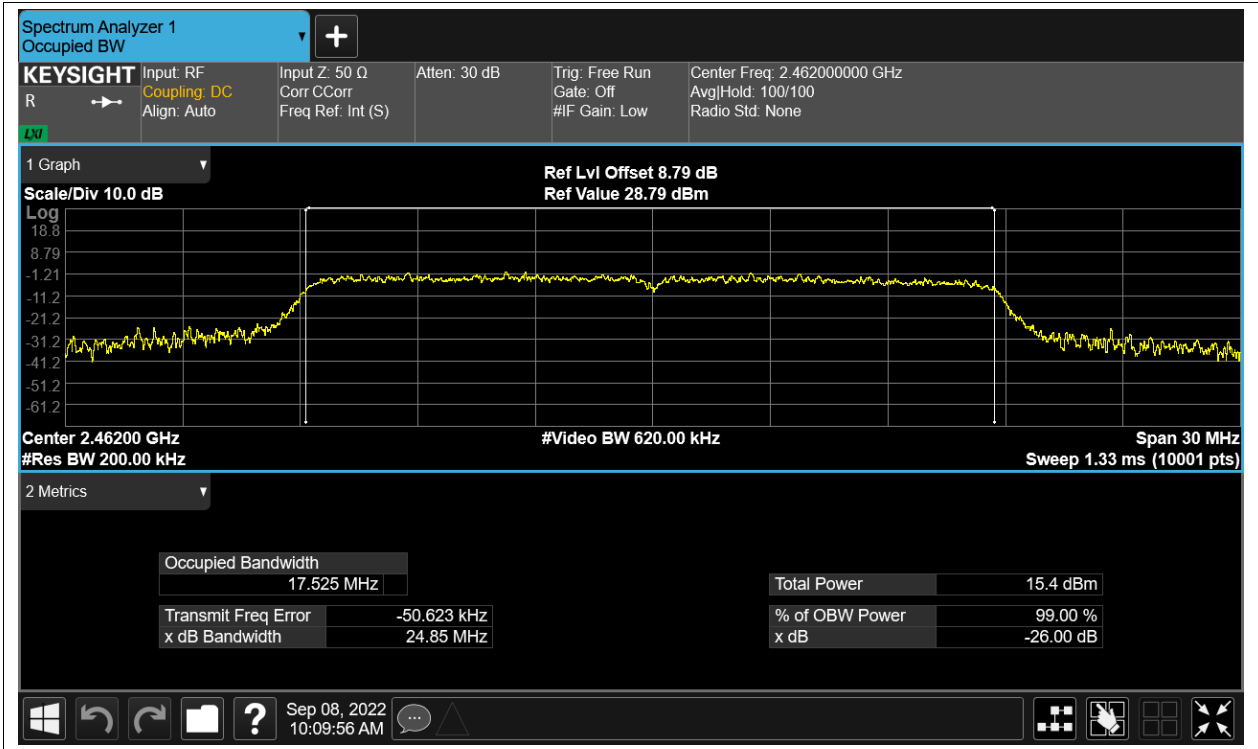 Spectrum Analyzer 1
Occupied BW
KEYSIGHT
R
LXI
Input: RF
Coupling: DC
Align: Auto
Input Z: 50 Ω
Corr CCorr
Freq Ref: Int (S)
Atten: 30 dB
Trig: Free Run
Gate: Off
#IF Gain: Low
Center Freq: 2.462000000 GHz
Avg|Hold: 100/100
Radio Std: None
1 Graph
Scale/Div 10.0 dB
Ref Lvl Offset 8.79 dB
Ref Value 28.79 dBm
Log
18.8
8.79
-1.21
-11.2
-21.2
-31.2
-41.2
-51.2
-61.2
Center 2.46200 GHz
#Video BW 620.00 kHz
Span 30 MHz
#Res BW 200.00 kHz
Sweep 1.33 ms (10001 pts)
2 Metrics
Occupied Bandwidth
17.525 MHz
Transmit Freq Error -50.623 kHz
x dB Bandwidth 24.85 MHz
Total Power 15.4 dBm
% of OBW Power 99.00 %
x dB -26.00 dB
?
Sep 08, 2022
10:09:56 AM